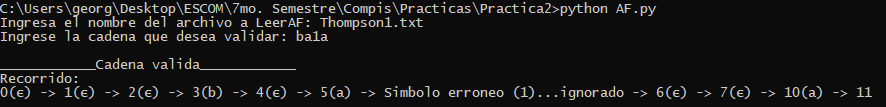 C:\Users\georg\Desktop\ESCOM\7mo. Semestre\Compis\Practicas\Practica2>python AF.py
Ingresa el nombre del archivo a LeerAF: Thompson1.txt
Ingrese la cadena que desea validar: ba1a
____________Cadena valida____________
Recorrido:
0(ϵ) -> 1(ϵ) -> 2(ϵ) -> 3(b) -> 4(ϵ) -> 5(a) -> Simbolo erroneo (1)...ignorado -> 6(ϵ) -> 7(ϵ) -> 10(a) -> 11